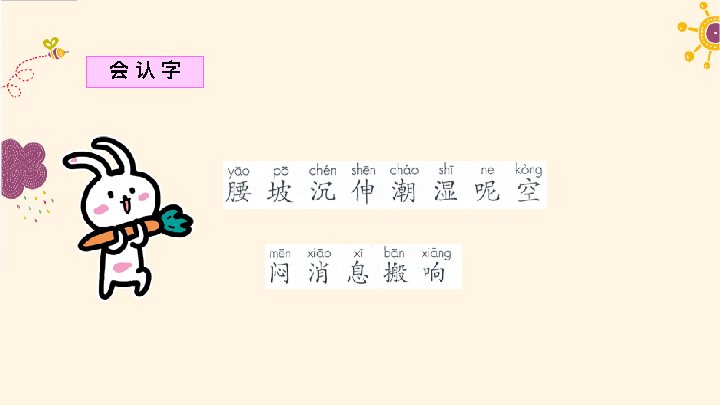 会认字
yāo pō chén shēn cháo shī ne kòng
腰 坡 沉 伸 潮 湿 呢 空
mēn xiāo xī bān xiǎng
闷 消 息 搬 响